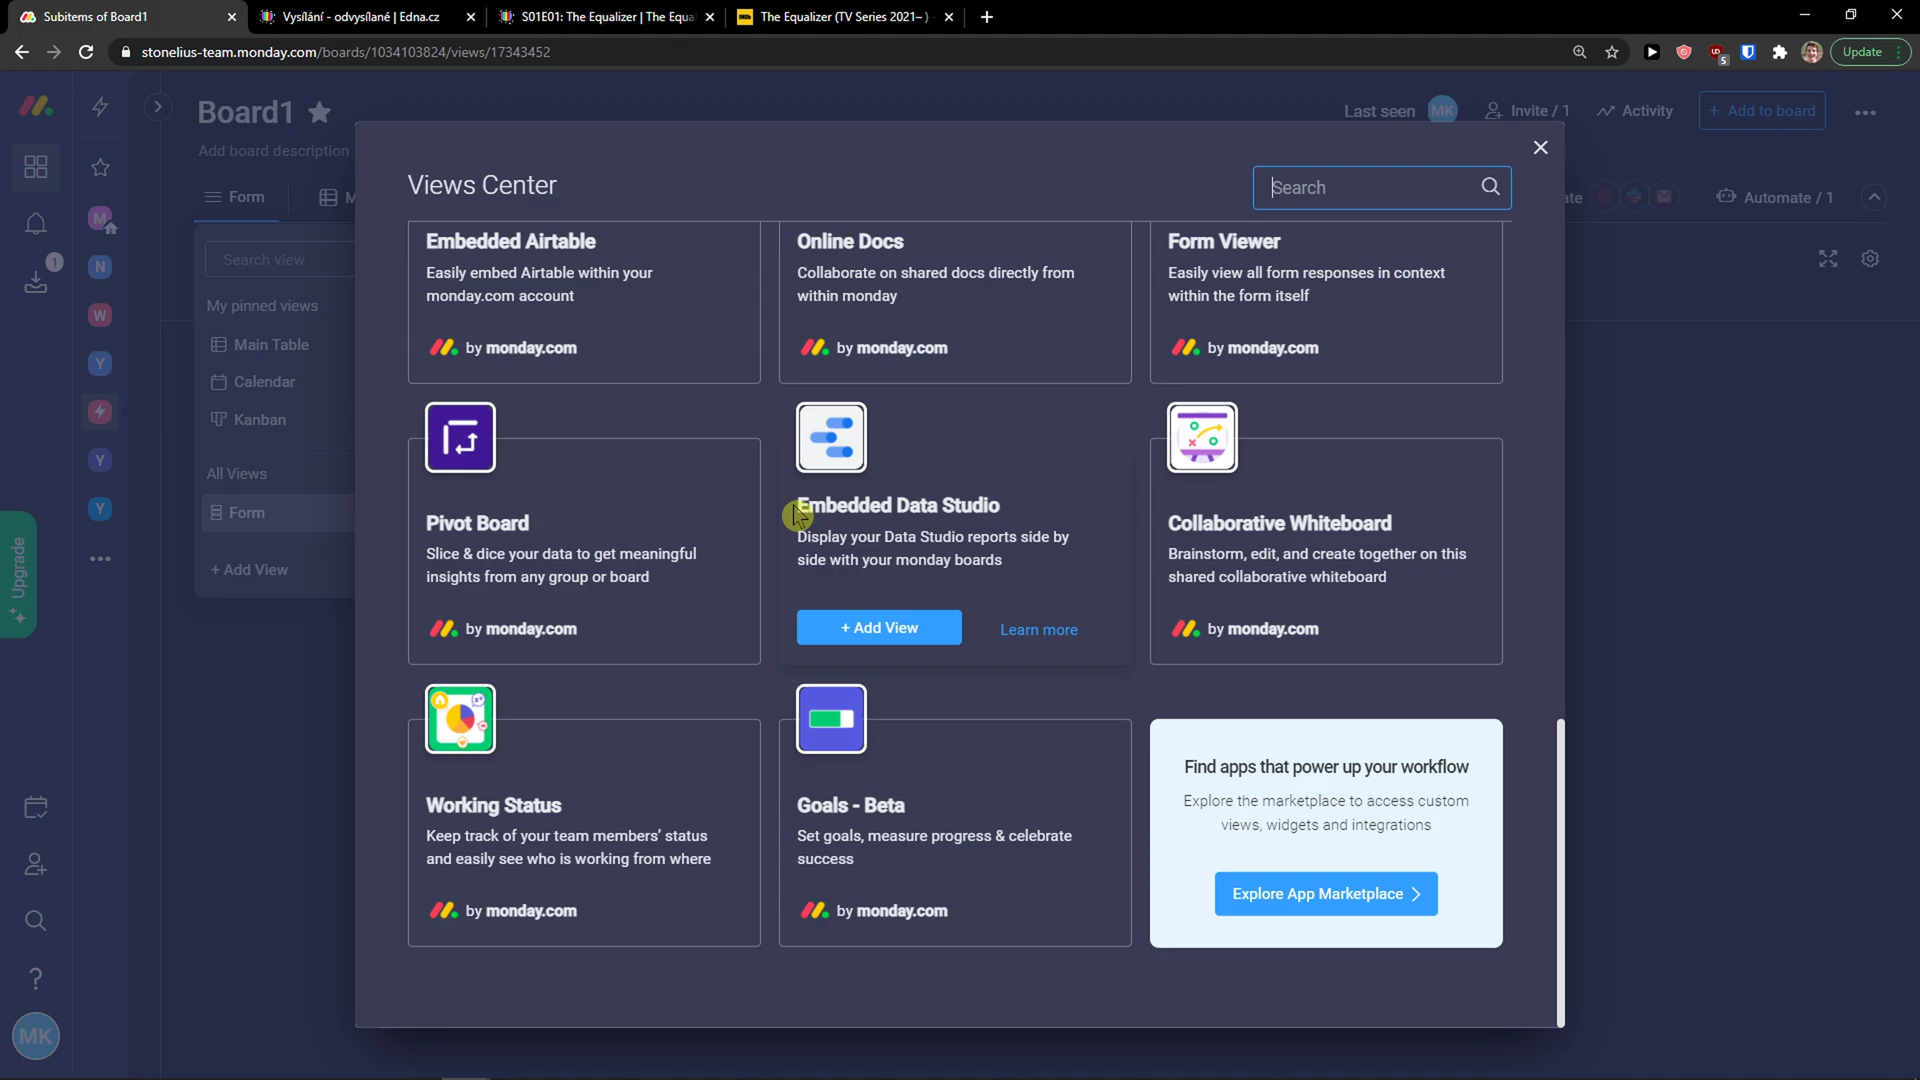 Subitems of Board1
Vysílání - odvysílané | Edna.cz
S01E01: The Equalizer | The Equa
IMDb
The Equalizer (TV Series 2021– )
stonelius-team.monday.com/boards/1034103824/views/17343452
5
Update
Board1
Last seen
MK
Invite / 1
Activity
+ Add to board
Add board description
Form
M
ate
Automate / 1
Search view
My pinned views
Main Table
Calendar
Kanban
All Views
Form
+ Add View
1
M
N
W
Y
Y
Y
Upgrade
?
MK
Views Center
Search
Embedded Airtable
Easily embed Airtable within your
monday.com account
by monday.com
Online Docs
Collaborate on shared docs directly from
within monday
by monday.com
Form Viewer
Easily view all form responses in context
within the form itself
by monday.com
Pivot Board
Slice & dice your data to get meaningful
insights from any group or board
by monday.com
Embedded Data Studio
Display your Data Studio reports side by
side with your monday boards
+ Add View
Learn more
Collaborative Whiteboard
Brainstorm, edit, and create together on this
shared collaborative whiteboard
by monday.com
Working Status
Keep track of your team members' status
and easily see who is working from where
by monday.com
Goals - Beta
Set goals, measure progress & celebrate
success
by monday.com
Find apps that power up your workflow
Explore the marketplace to access custom
views, widgets and integrations
Explore App Marketplace >